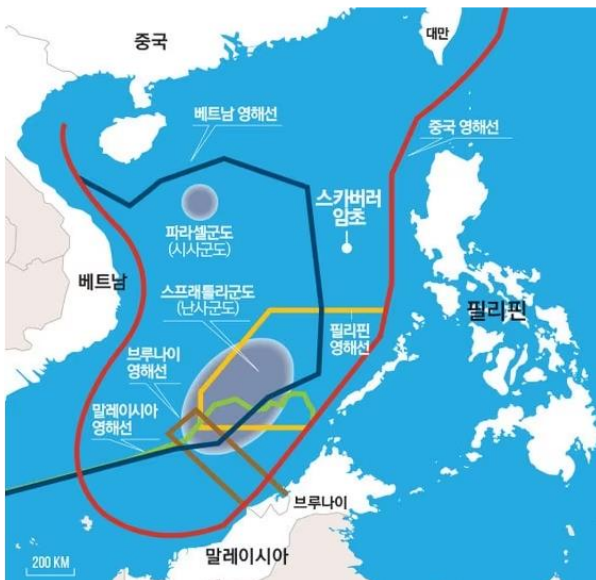 중국
대만
베트남 영해선
중국 영해선
스카버러
암초
파라셀군도
(시사군도)
베트남
스프래틀리군도
(난사군도)
필리핀
필리핀
영해선
브루나이
영해선
말레이시아
영해선
브루나이
말레이시아
200 KM